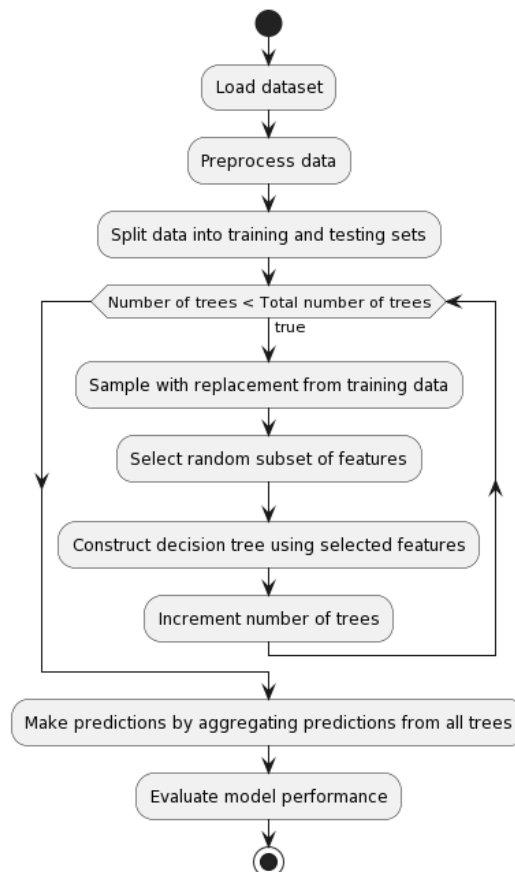 Load dataset
Preprocess data
Split data into training and testing sets
Number of trees < Total number of trees
true
Sample with replacement from training data
Select random subset of features
Construct decision tree using selected features
Increment number of trees
Make predictions by aggregating predictions from all trees
Evaluate model performance